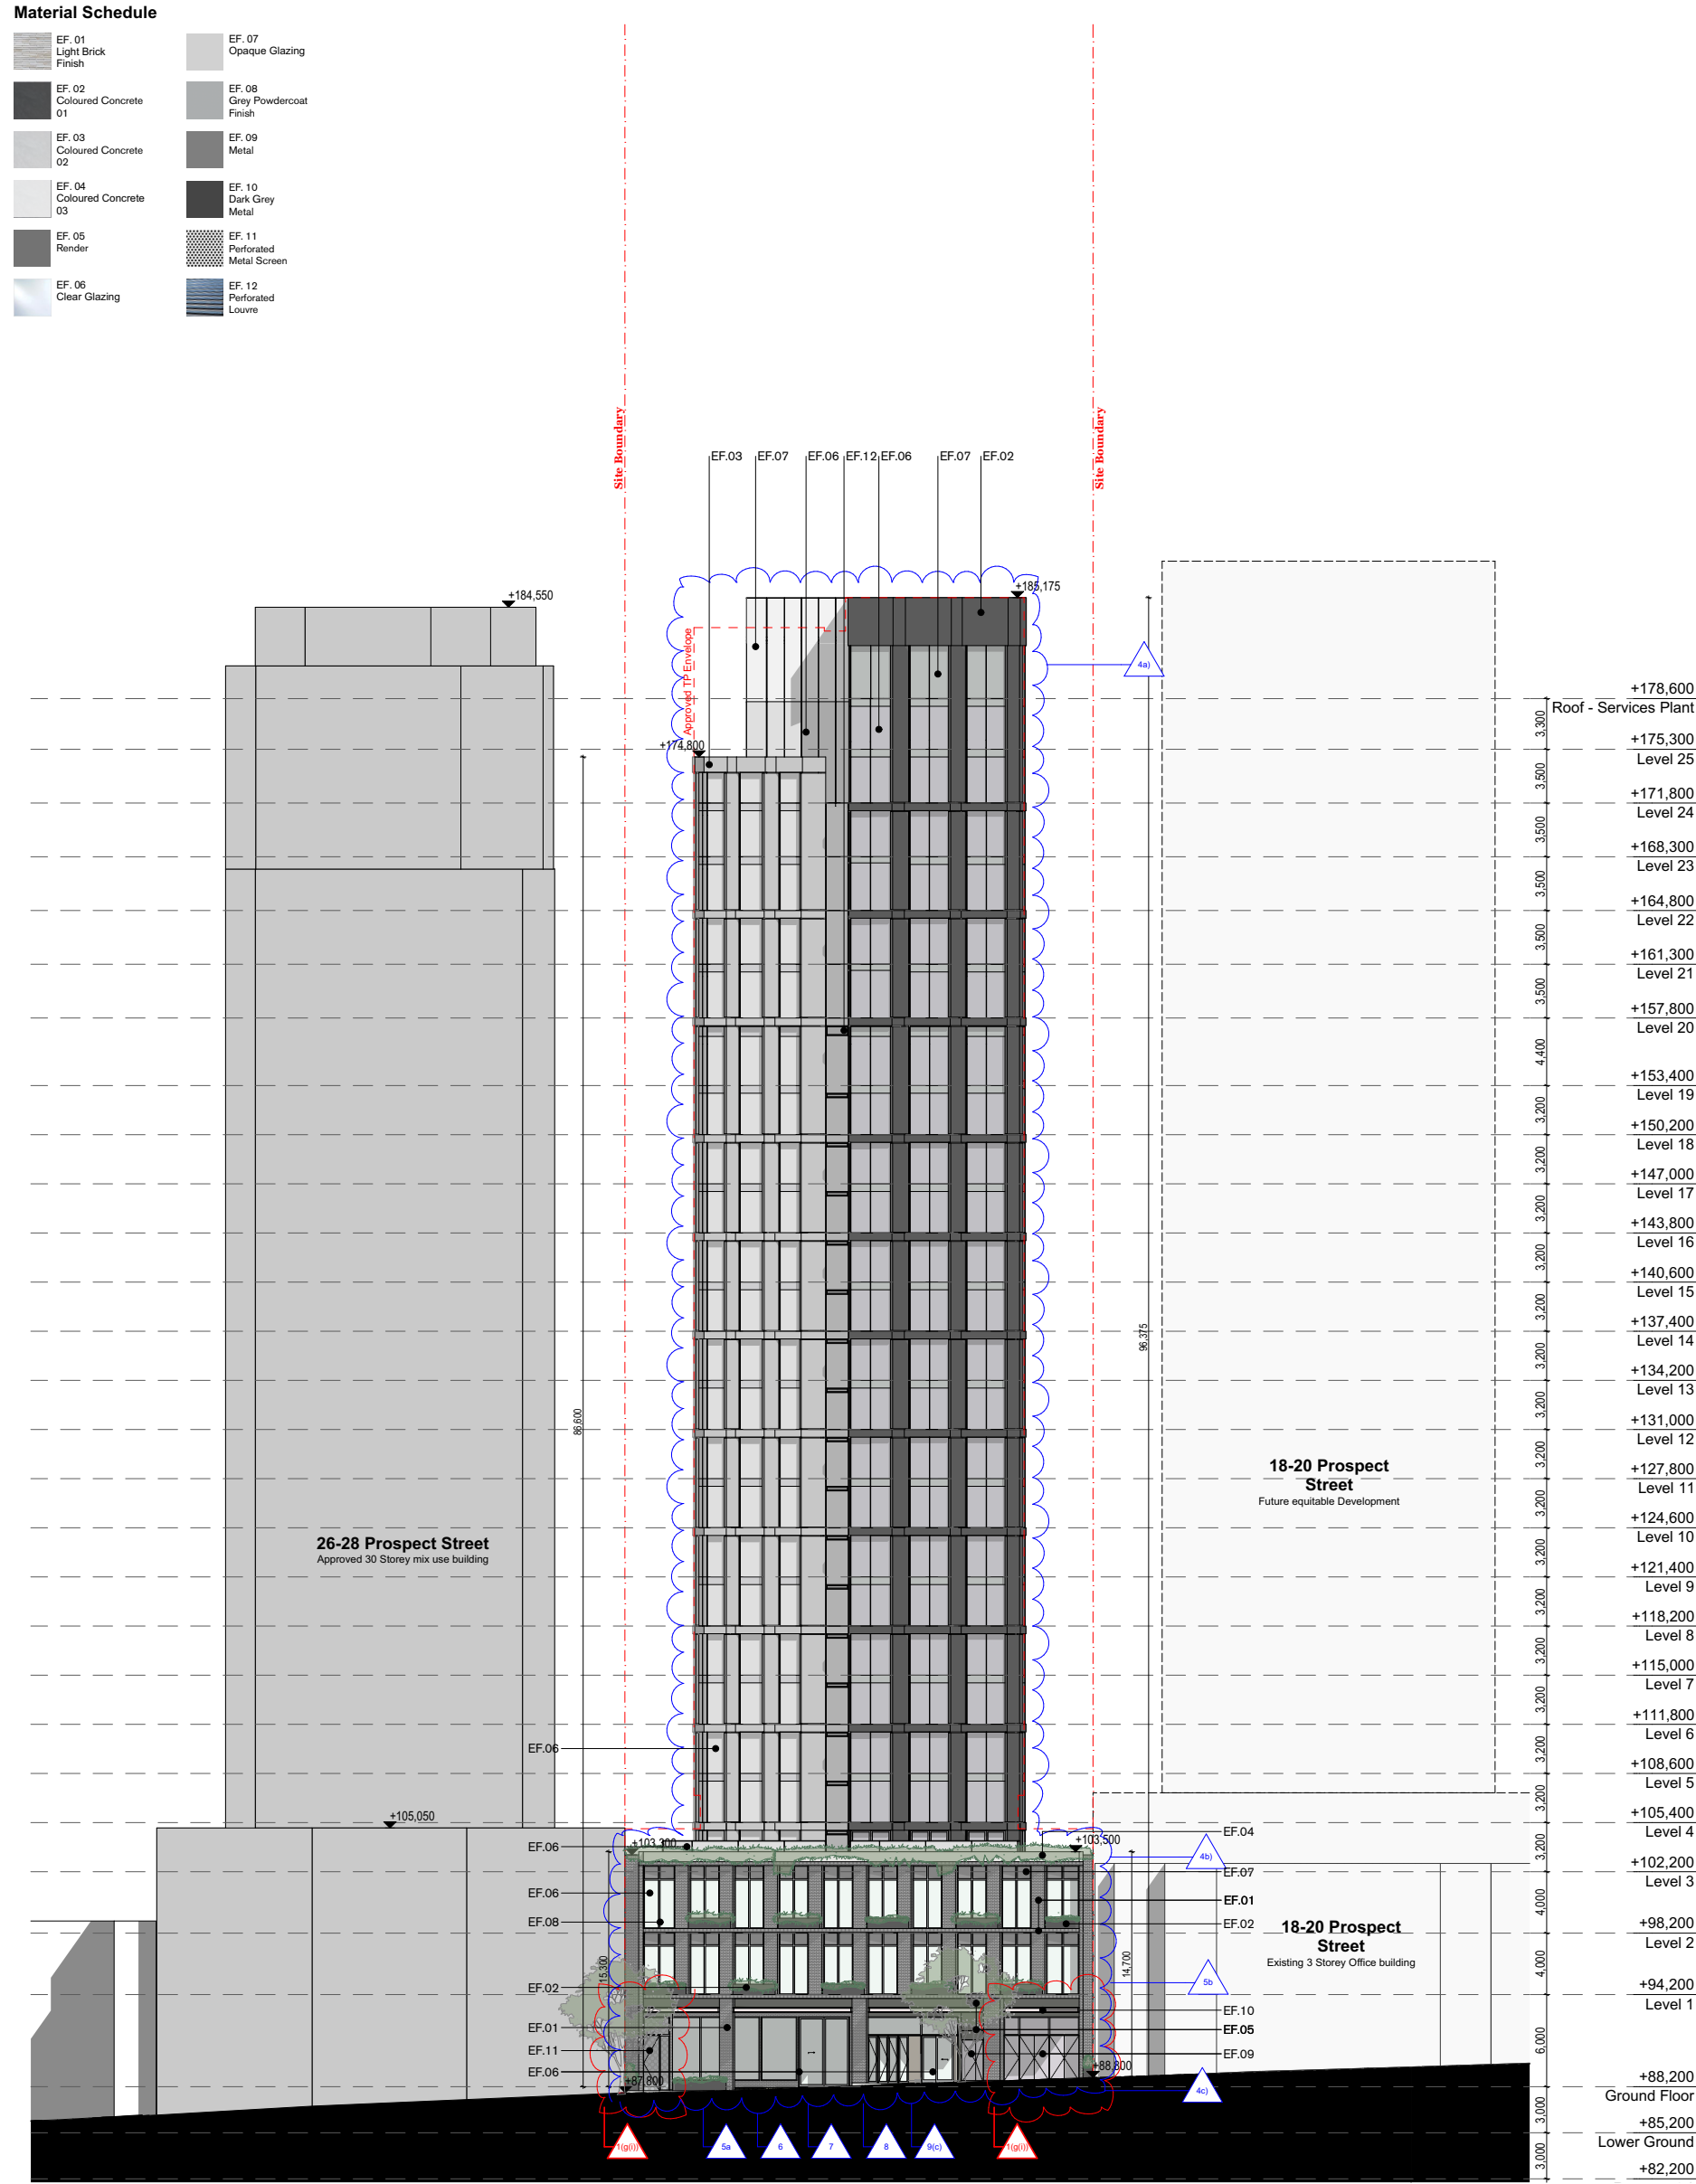 Material Schedule
EF. 01
Light Brick
Finish
EF. 02
Coloured Concrete
01
EF. 03
Coloured Concrete
02
EF. 04
Coloured Concrete
03
EF. 05
Render
EF. 06
Clear Glazing
EF. 07
Opaque Glazing
EF. 08
Grey Powdercoat
Finish
EF. 09
Metal
EF. 10
Dark Grey
Metal
EF. 11
Perforated
Metal Screen
EF. 12
Perforated
Louvre
Site Boundary
Site Boundary
EF.03
EF.07
EF.06
EF.12
EF.06
EF.07
EF.02
+184,550
+185,175
Approved TP Envelope
4a)
+174,800
86,600
96,375
26-28 Prospect Street
Approved 30 Storey mix use building
18-20 Prospect
Street
Future equitable Development
EF.06
+105,050
+103,300
+103,500
EF.06
EF.06
EF.08
EF.02
EF.01
EF.11
EF.06
15,300
14,700
EF.04
4b)
EF.07
EF.01
EF.02
5b
EF.10
EF.05
EF.09
18-20 Prospect
Street
Existing 3 Storey Office building
+87,800
+88,800
4c)
1(g(i))
5a
6
7
8
9(c)
1(g(i))
+178,600
Roof - Services Plant
3,300
+175,300
Level 25
3,500
+171,800
Level 24
3,500
+168,300
Level 23
3,500
+164,800
Level 22
3,500
+161,300
Level 21
3,500
+157,800
Level 20
4,400
+153,400
Level 19
3,200
+150,200
Level 18
3,200
+147,000
Level 17
3,200
+143,800
Level 16
3,200
+140,600
Level 15
3,200
+137,400
Level 14
3,200
+134,200
Level 13
3,200
+131,000
Level 12
3,200
+127,800
Level 11
3,200
+124,600
Level 10
3,200
+121,400
Level 9
3,200
+118,200
Level 8
3,200
+115,000
Level 7
3,200
+111,800
Level 6
3,200
+108,600
Level 5
3,200
+105,400
Level 4
3,200
+102,200
Level 3
4,000
+98,200
Level 2
4,000
+94,200
Level 1
6,000
+88,200
Ground Floor
3,000
+85,200
Lower Ground
3,000
+82,200